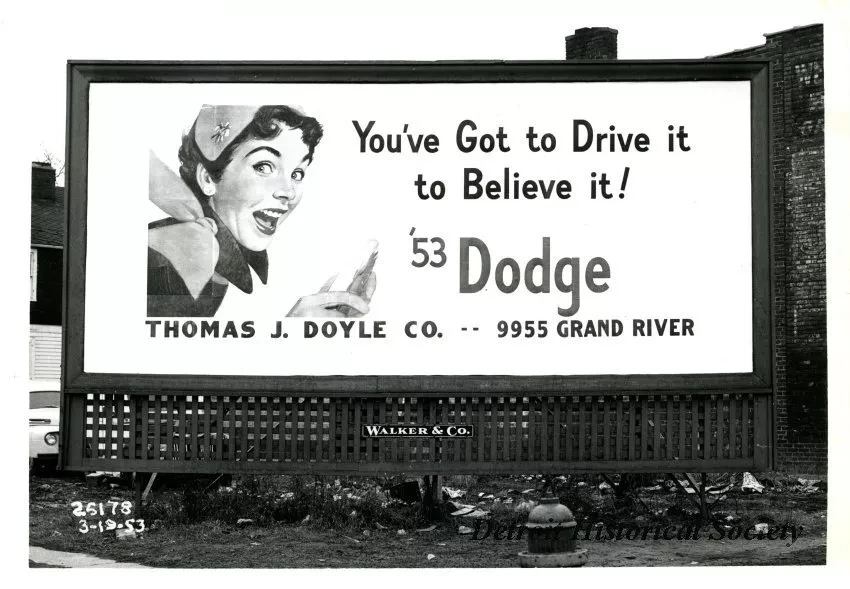 You've Got to Drive it
to Believe it!
'53 Dodge
THOMAS J. DOYLE CO. -- 9955 GRAND RIVER
WALKER & CO.
26178
3-19-53
Detroit Historical Society